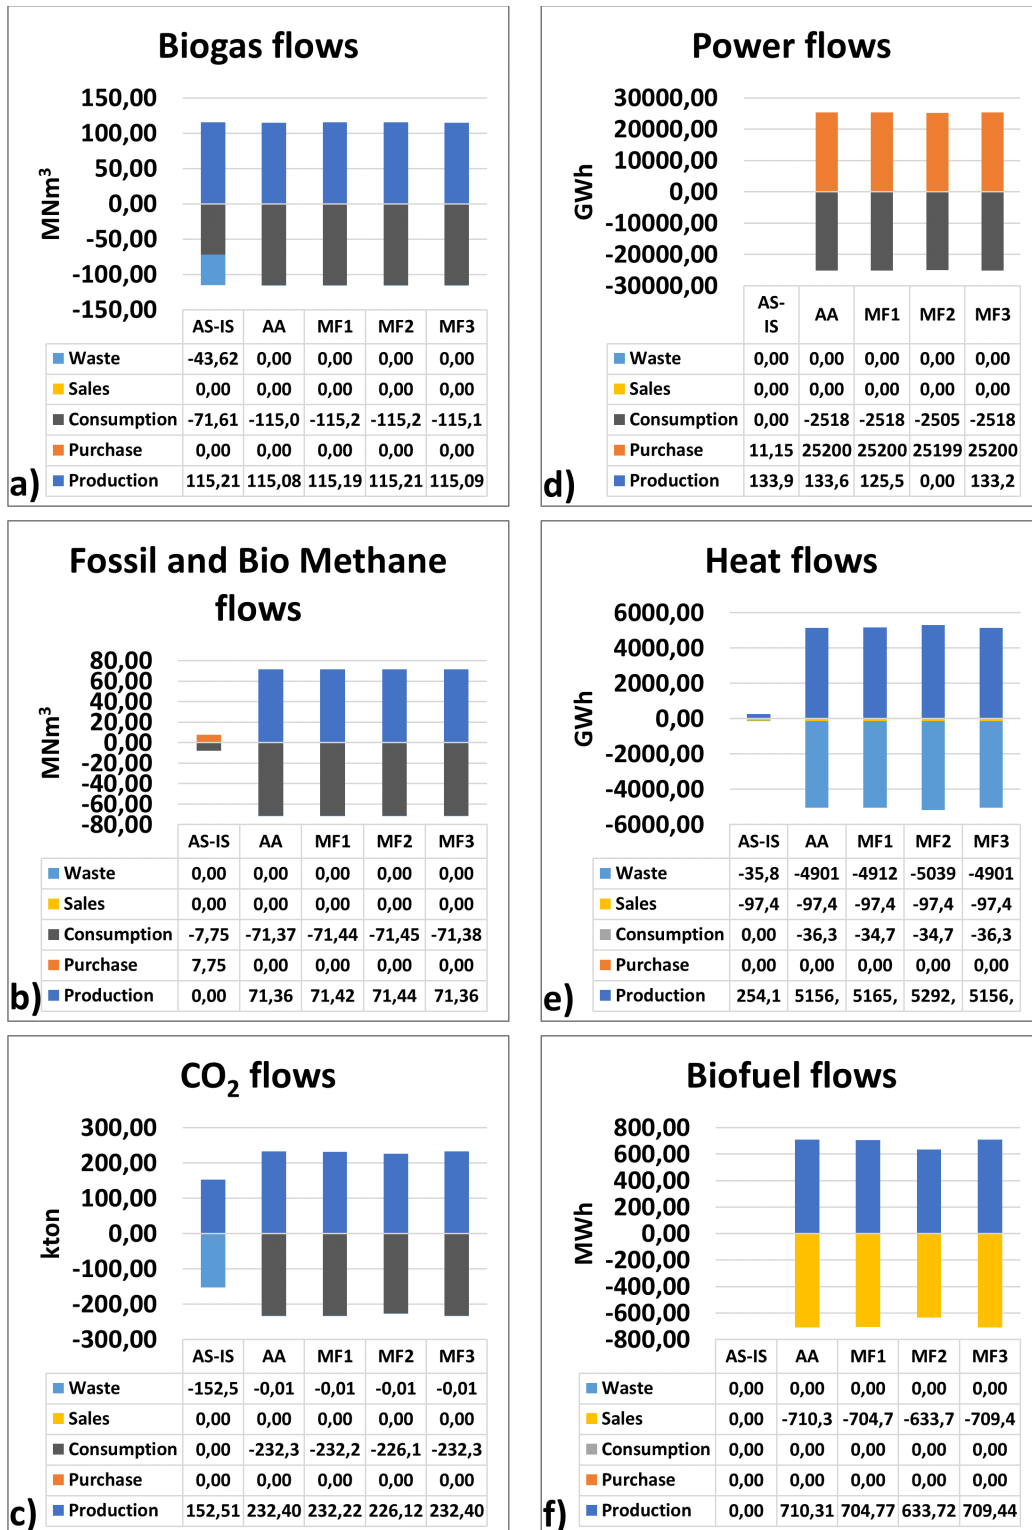 Biogas flows
MNm³
150,00
100,00
50,00
0,00
-50,00
-100,00
-150,00
AS-IS AA MF1 MF2 MF3
Waste -43,62 0,00 0,00 0,00 0,00
Sales 0,00 0,00 0,00 0,00 0,00
Consumption -71,61 -115,0 -115,2 -115,2 -115,1
Purchase 0,00 0,00 0,00 0,00 0,00
Production 115,21 115,08 115,19 115,21 115,09
a)
Power flows
GWh
30000,00
20000,00
10000,00
0,00
-10000,00
-20000,00
-30000,00
AS-IS AA MF1 MF2 MF3
Waste 0,00 0,00 0,00 0,00 0,00
Sales 0,00 0,00 0,00 0,00 0,00
Consumption 0,00 -2518 -2518 -2505 -2518
Purchase 11,15 25200 25200 25199 25200
Production 133,9 133,6 125,5 0,00 133,2
d)
Fossil and Bio Methane
flows
MNm³
80,00
60,00
40,00
20,00
0,00
-20,00
-40,00
-60,00
-80,00
AS-IS AA MF1 MF2 MF3
Waste 0,00 0,00 0,00 0,00 0,00
Sales 0,00 0,00 0,00 0,00 0,00
Consumption -7,75 -71,37 -71,44 -71,45 -71,38
Purchase 7,75 0,00 0,00 0,00 0,00
Production 0,00 71,36 71,42 71,44 71,36
b)
Heat flows
GWh
6000,00
4000,00
2000,00
0,00
-2000,00
-4000,00
-6000,00
AS-IS AA MF1 MF2 MF3
Waste -35,8 -4901 -4912 -5039 -4901
Sales -97,4 -97,4 -97,4 -97,4 -97,4
Consumption 0,00 -36,3 -34,7 -34,7 -36,3
Purchase 0,00 0,00 0,00 0,00 0,00
Production 254,1 5156, 5165, 5292, 5156,
e)
CO₂ flows
kton
300,00
200,00
100,00
0,00
-100,00
-200,00
-300,00
AS-IS AA MF1 MF2 MF3
Waste -152,5 -0,01 -0,01 -0,01 -0,01
Sales 0,00 0,00 0,00 0,00 0,00
Consumption 0,00 -232,3 -232,2 -226,1 -232,3
Purchase 0,00 0,00 0,00 0,00 0,00
Production 152,51 232,40 232,22 226,12 232,40
c)
Biofuel flows
MWh
800,00
600,00
400,00
200,00
0,00
-200,00
-400,00
-600,00
-800,00
AS-IS AA MF1 MF2 MF3
Waste 0,00 0,00 0,00 0,00 0,00
Sales 0,00 -710,3 -704,7 -633,7 -709,4
Consumption 0,00 0,00 0,00 0,00 0,00
Purchase 0,00 0,00 0,00 0,00 0,00
Production 0,00 710,31 704,77 633,72 709,44
f)